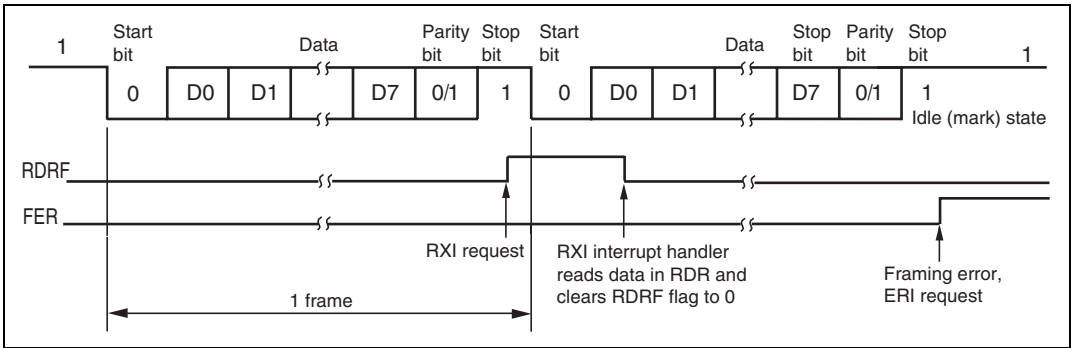 1
Start bit
Data
Parity bit
Stop bit
Start bit
Data
Stop bit
Parity bit
Stop bit
1
0
D0
D1
D7
0/1
1
0
D0
D1
D7
0/1
1
Idle (mark) state
RDRF
FER
RXI request
RXI interrupt handler
reads data in RDR and
clears RDRF flag to 0
Framing error,
ERI request
1 frame